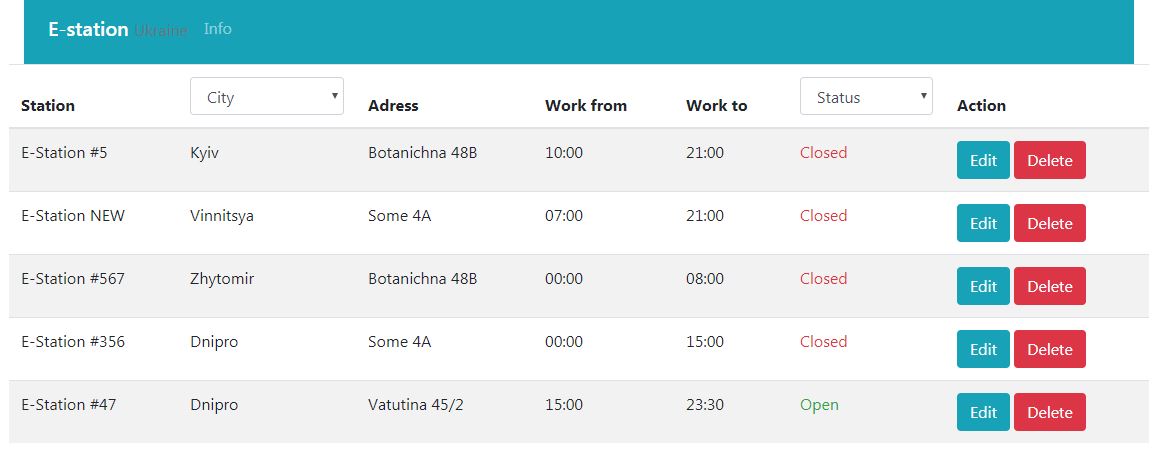 E-station Ukraine Info
Station City Adress Work from Work to Status Action
E-Station #5 Kyiv Botanichna 48B 10:00 21:00 Closed Edit Delete
E-Station NEW Vinnitsya Some 4A 07:00 21:00 Closed Edit Delete
E-Station #567 Zhytomir Botanichna 48B 00:00 08:00 Closed Edit Delete
E-Station #356 Dnipro Some 4A 00:00 15:00 Closed Edit Delete
E-Station #47 Dnipro Vatutina 45/2 15:00 23:30 Open Edit Delete